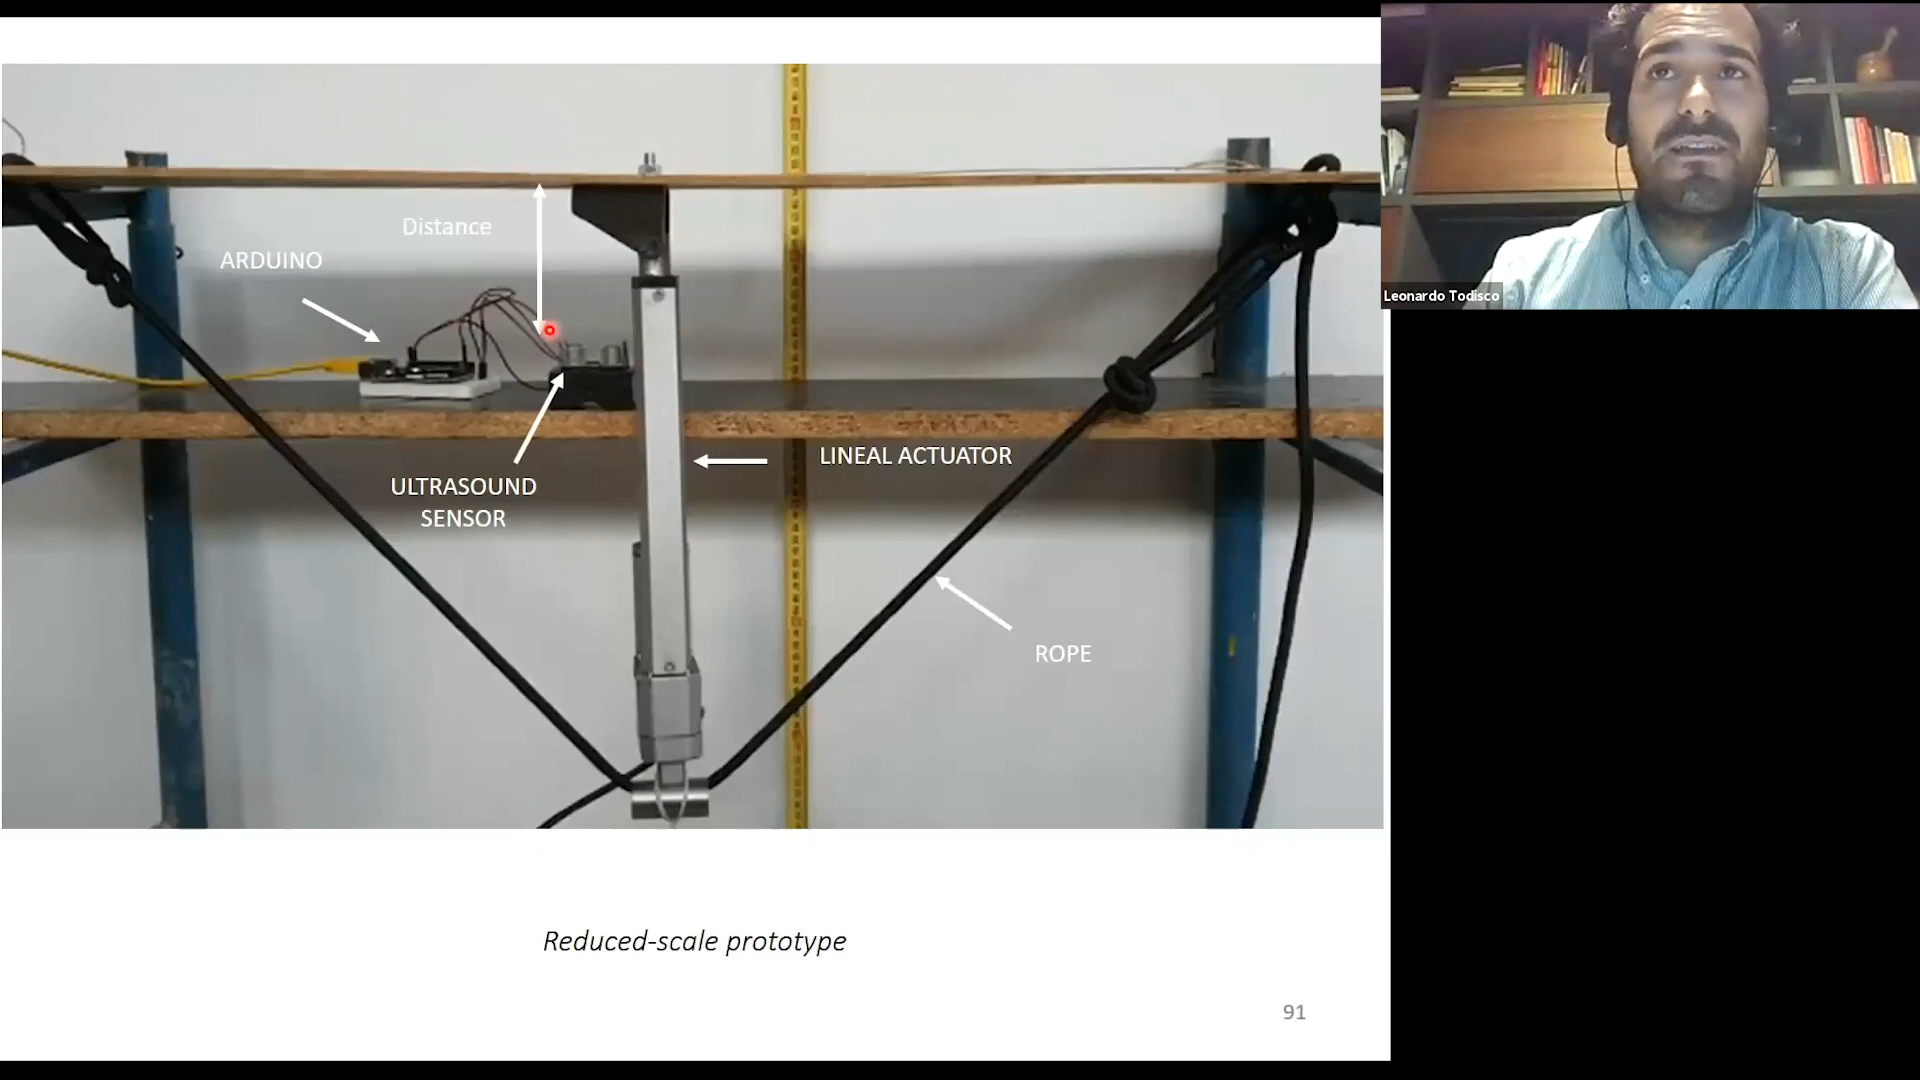 Distance
ARDUINO
ULTRASOUND
SENSOR
LINEAL ACTUATOR
ROPE
Leonardo Todisco
Reduced-scale prototype
91